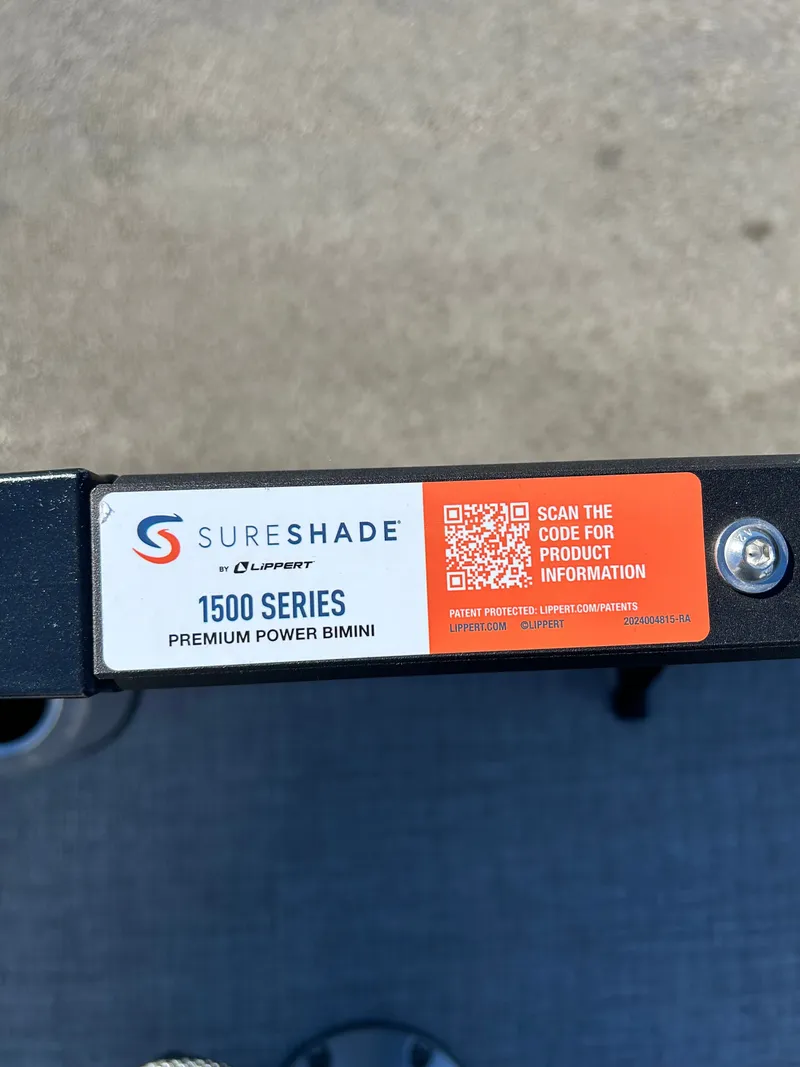 SURESHADE®
BY LIPPERT™
1500 SERIES
PREMIUM POWER BIMINI
SCAN THE
CODE FOR
PRODUCT
INFORMATION
PATENT PROTECTED: LIPPERT.COM/PATENTS
LIPPERT.COM ©LIPPERT 2024004815-RA